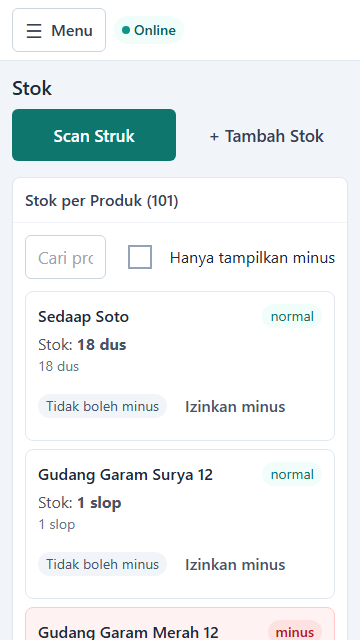 ☰ Menu
Online
Stok
Scan Struk
+ Tambah Stok
Stok per Produk (101)
Cari pro
Hanya tampilkan minus
Sedaap Soto
normal
Stok: 18 dus
18 dus
Tidak boleh minus
Izinkan minus
Gudang Garam Surya 12
normal
Stok: 1 slop
1 slop
Tidak boleh minus
Izinkan minus
Gudang Garam Merah 12
minus